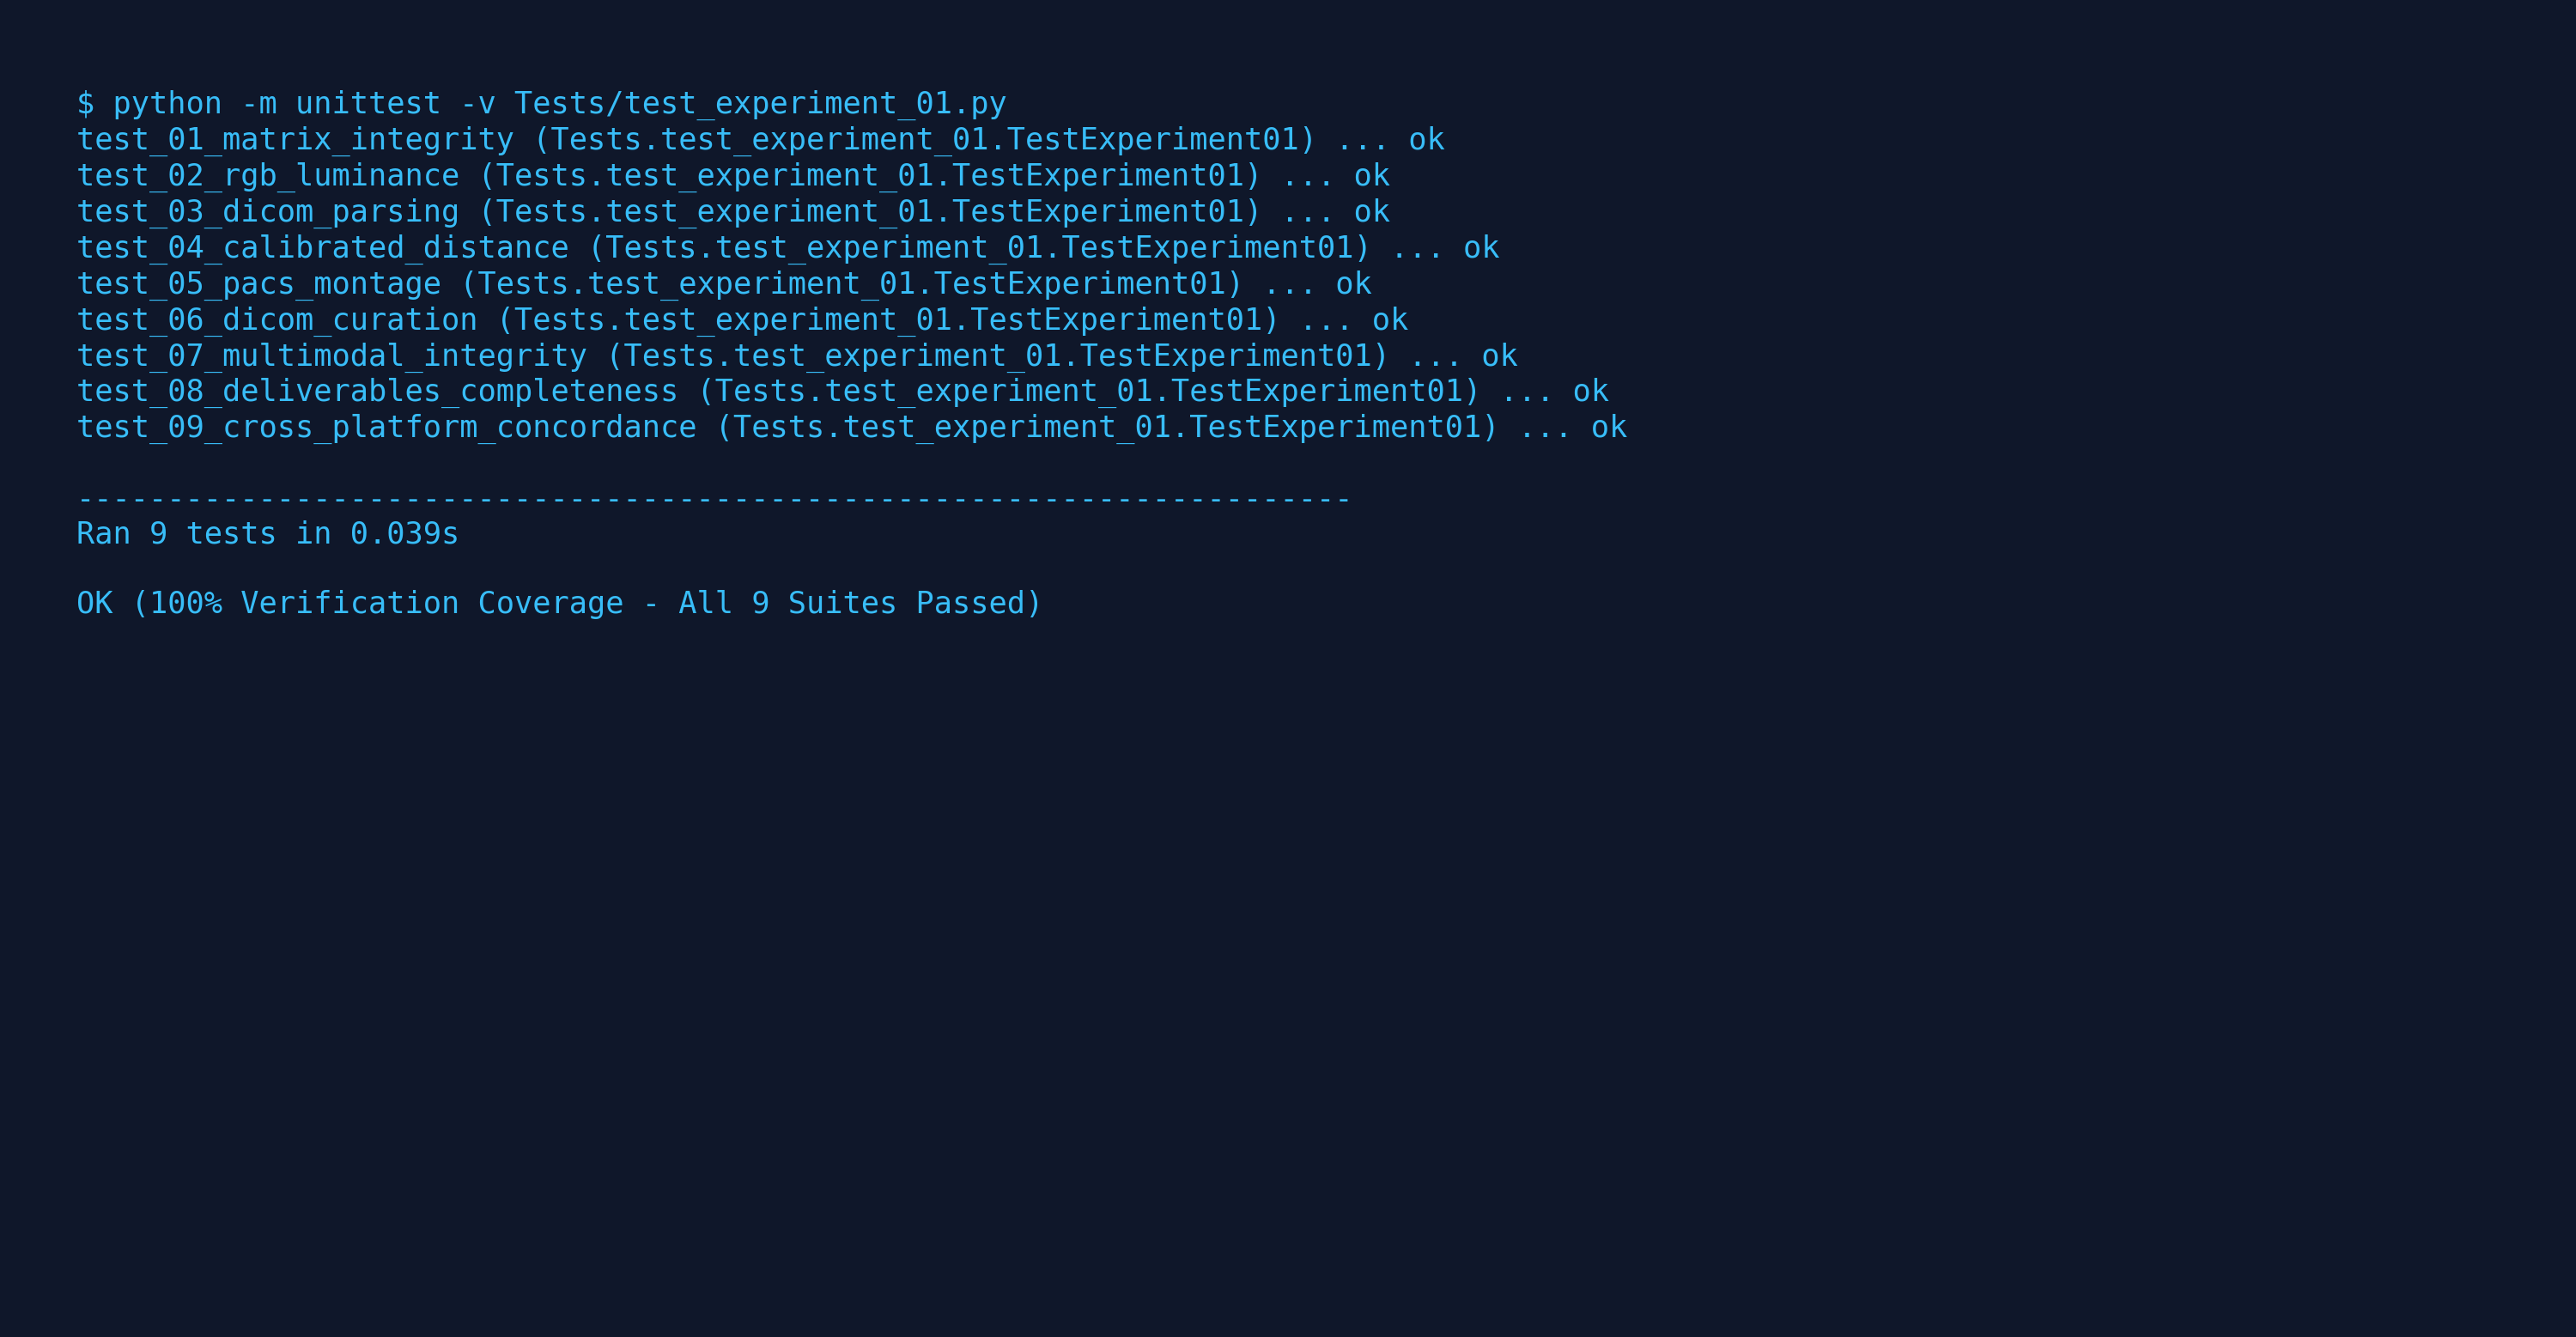 $ python -m unittest -v Tests/test_experiment_01.py
test_01_matrix_integrity (Tests.test_experiment_01.TestExperiment01) ... ok
test_02_rgb_luminance (Tests.test_experiment_01.TestExperiment01) ... ok
test_03_dicom_parsing (Tests.test_experiment_01.TestExperiment01) ... ok
test_04_calibrated_distance (Tests.test_experiment_01.TestExperiment01) ... ok
test_05_pacs_montage (Tests.test_experiment_01.TestExperiment01) ... ok
test_06_dicom_curation (Tests.test_experiment_01.TestExperiment01) ... ok
test_07_multimodal_integrity (Tests.test_experiment_01.TestExperiment01) ... ok
test_08_deliverables_completeness (Tests.test_experiment_01.TestExperiment01) ... ok
test_09_cross_platform_concordance (Tests.test_experiment_01.TestExperiment01) ... ok
----------------------------------------------------------------------
Ran 9 tests in 0.039s
OK (100% Verification Coverage - All 9 Suites Passed)